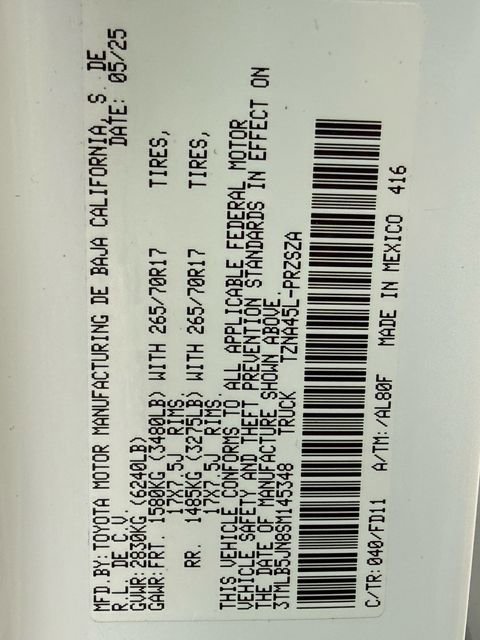 MFD.BY:TOYOTA MOTOR MANUFACTURING DE BAJA CALIFORNIA, S. DE
R.L. DE C.V. DATE: 05/25
GVWR:2830KG (6240LB)
GAWR:FRT. 1580KG (3480LB) WITH 265/70R17 TIRES,
17X7.5J RIMS.
RR. 1485KG (3275LB) WITH 265/70R17 TIRES,
17X7.5J RIMS.
THIS VEHICLE CONFORMS TO ALL APPLICABLE FEDERAL MOTOR
VEHICLE SAFETY AND THEFT PREVENTION STANDARDS IN EFFECT ON
THE DATE OF MANUFACTURE SHOWN ABOVE.
3TMLB5JN8SM145348 TRUCK TZNA45L-PRZSZA
C/TR:040/FD11 A/TM:/AL80F MADE IN MEXICO 416